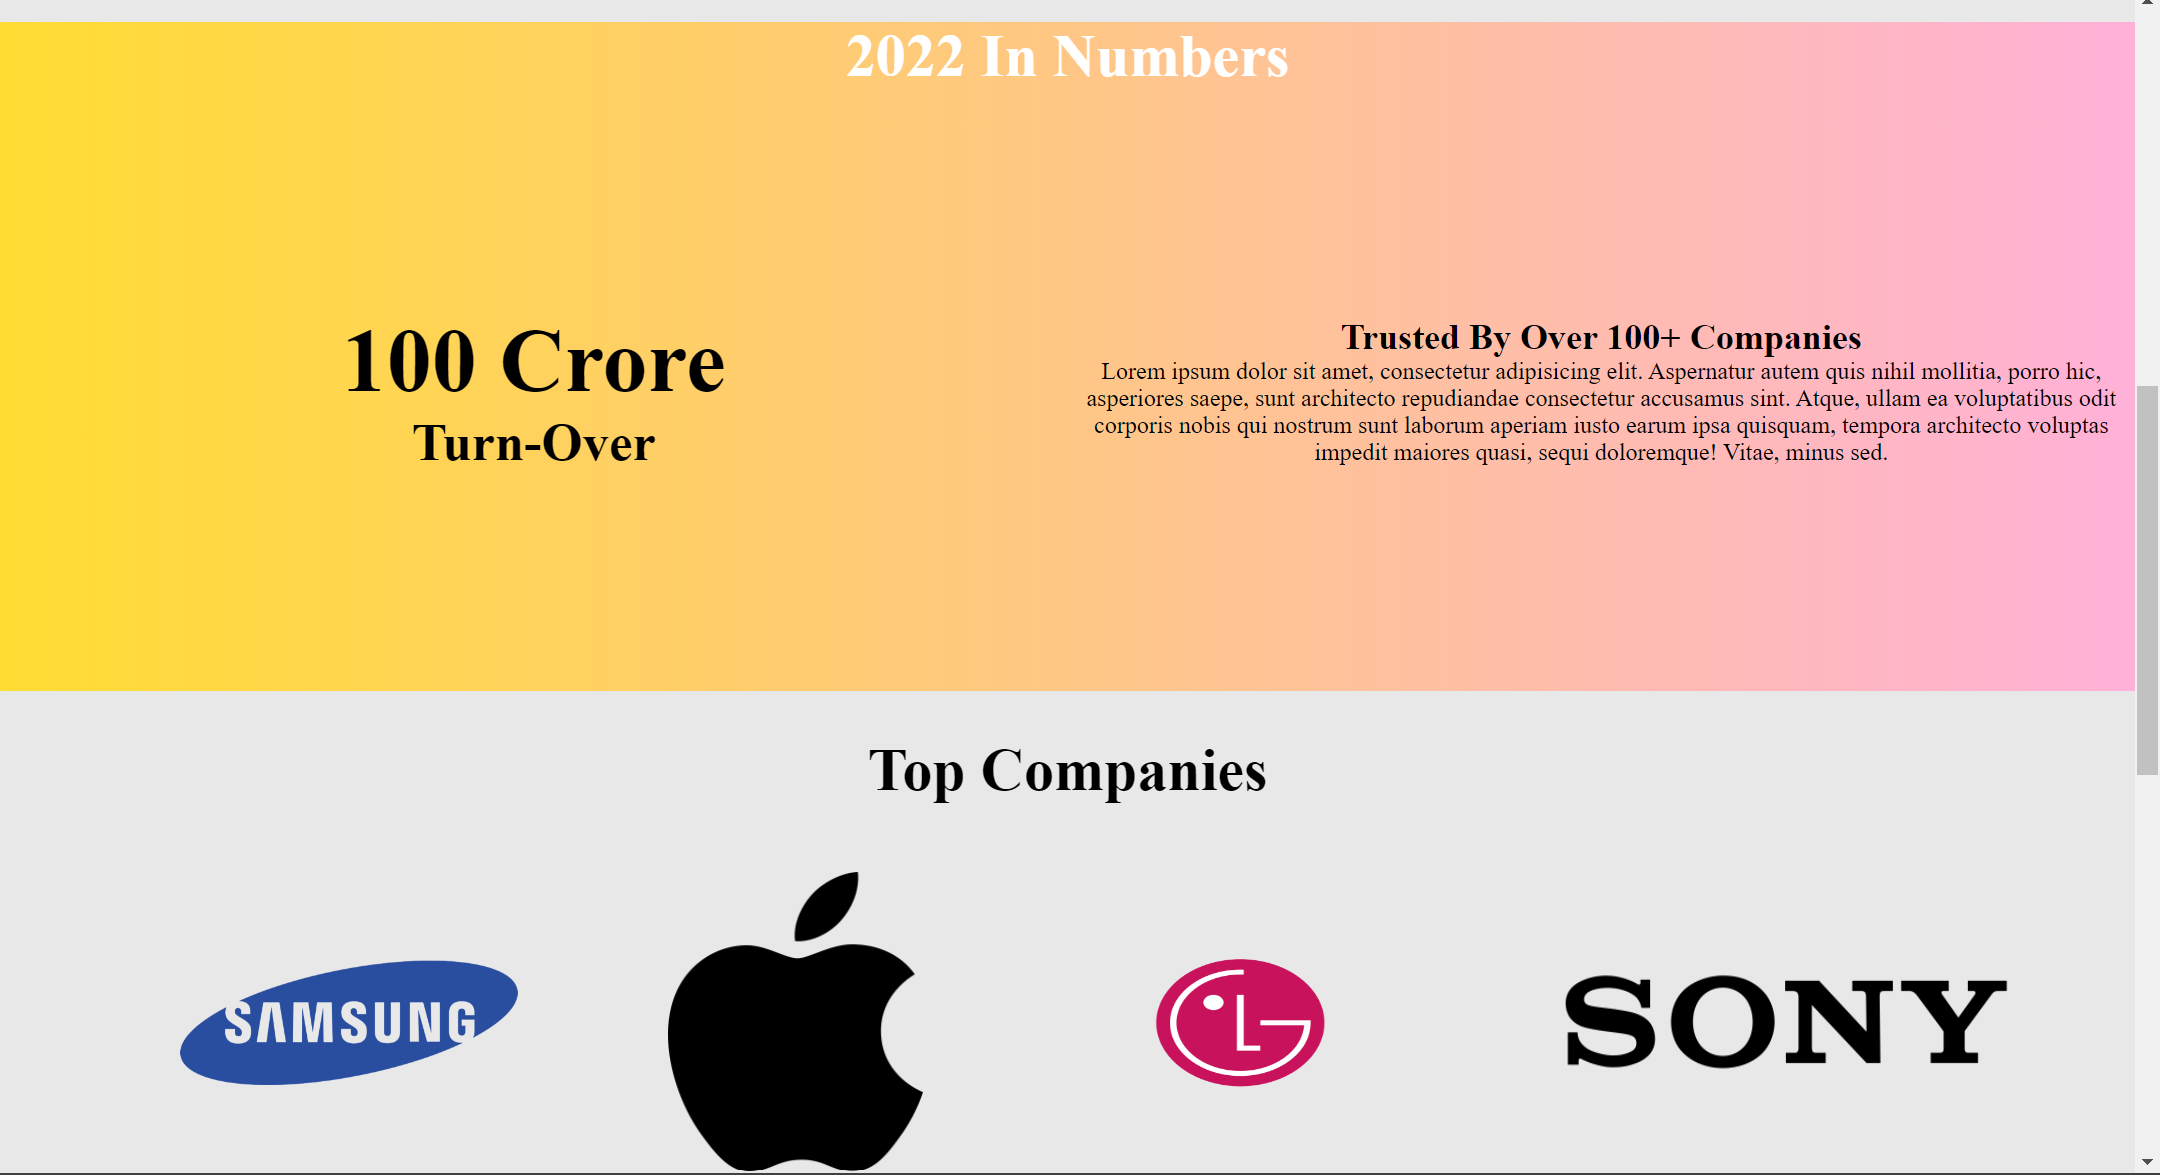 2022 In Numbers
100 Crore
Turn-Over
Trusted By Over 100+ Companies
Lorem ipsum dolor sit amet, consectetur adipisicing elit. Aspernatur autem quis nihil mollitia, porro hic,
asperiores saepe, sunt architecto repudiandae consectetur accusamus sint. Atque, ullam ea voluptatibus odit
corporis nobis qui nostrum sunt laborum aperiam iusto earum ipsa quisquam, tempora architecto voluptas
impedit maiores quasi, sequi doloremque! Vitae, minus sed.
Top Companies
SAMSUNG
LG
SONY